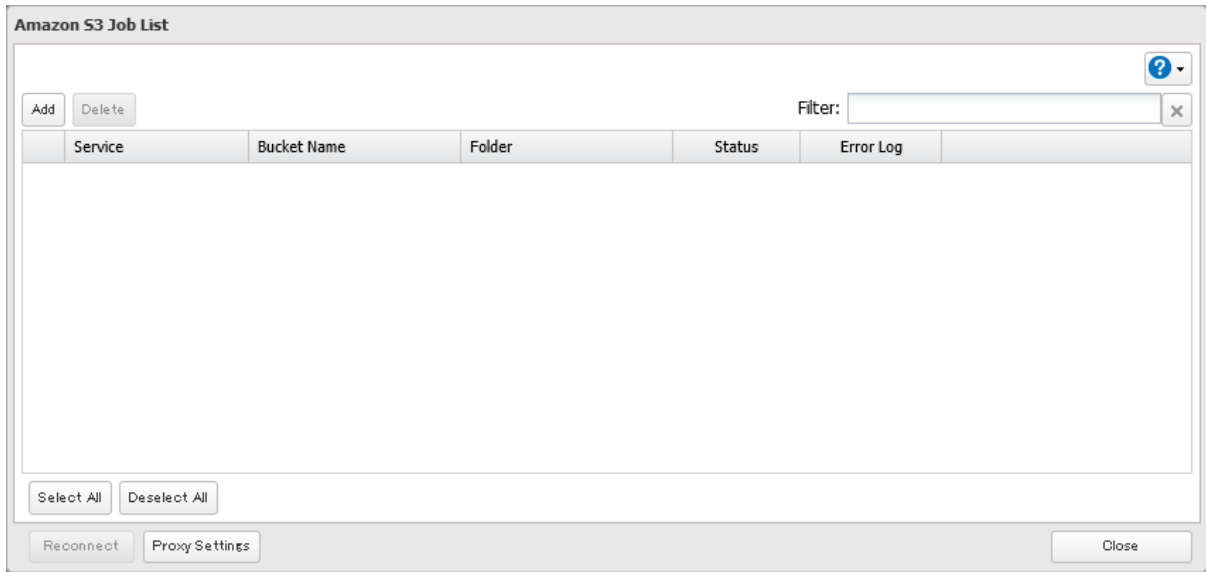 Amazon S3 Job List
?
Add Delete Filter:
Service Bucket Name Folder Status Error Log
Select All Deselect All
Reconnect Proxy Settings Close